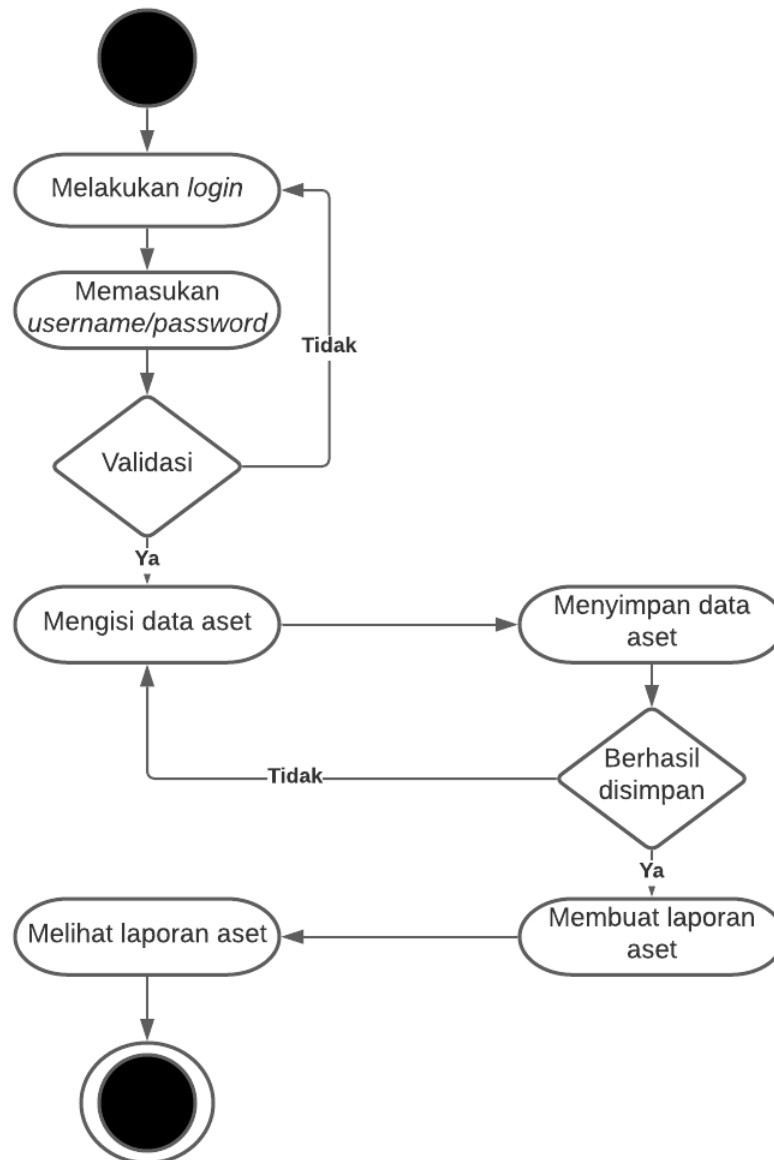 Melakukan login
Memasukan
username/password
Tidak
Validasi
Ya
Mengisi data aset
Menyimpan data
aset
Berhasil
disimpan
Tidak
Ya
Melihat laporan aset
Membuat laporan
aset